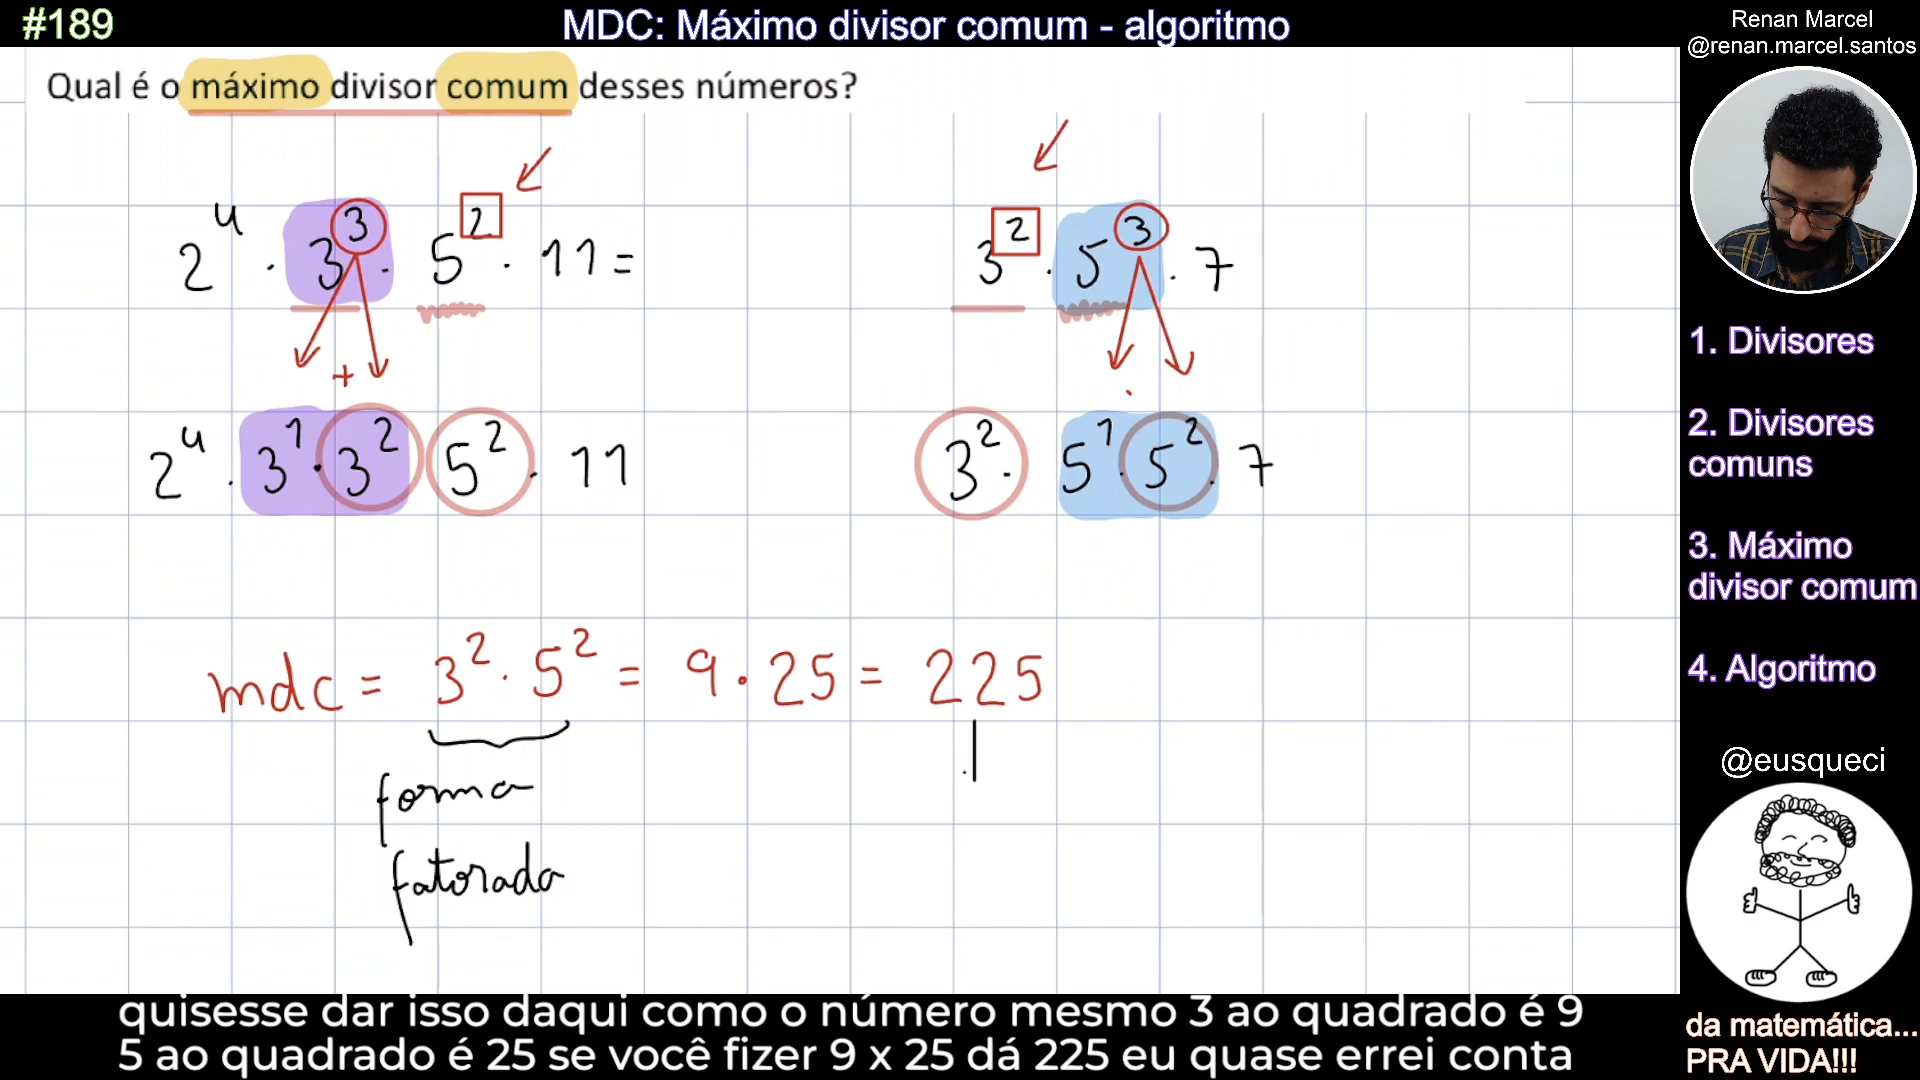 #189
MDC: Máximo divisor comum - algoritmo
Renan Marcel
@renan.marcel.santos
Qual é o máximo divisor comum desses números?
2⁴ · 3³ · 5² · 11 =
3² · 5³ · 7
+
2⁴ · 3¹ · 3² 5² · 11
3² · 5¹ · 5² · 7
mdc = 3² · 5² = 9 · 25 = 225
forma
fatorada
1. Divisores
2. Divisores
comuns
3. Máximo
divisor comum
4. Algoritmo
@eusqueci
da matemática...
PRA VIDA!!!
quisesse dar isso daqui como o número mesmo 3 ao quadrado é 9
5 ao quadrado é 25 se você fizer 9 x 25 dá 225 eu quase errei conta